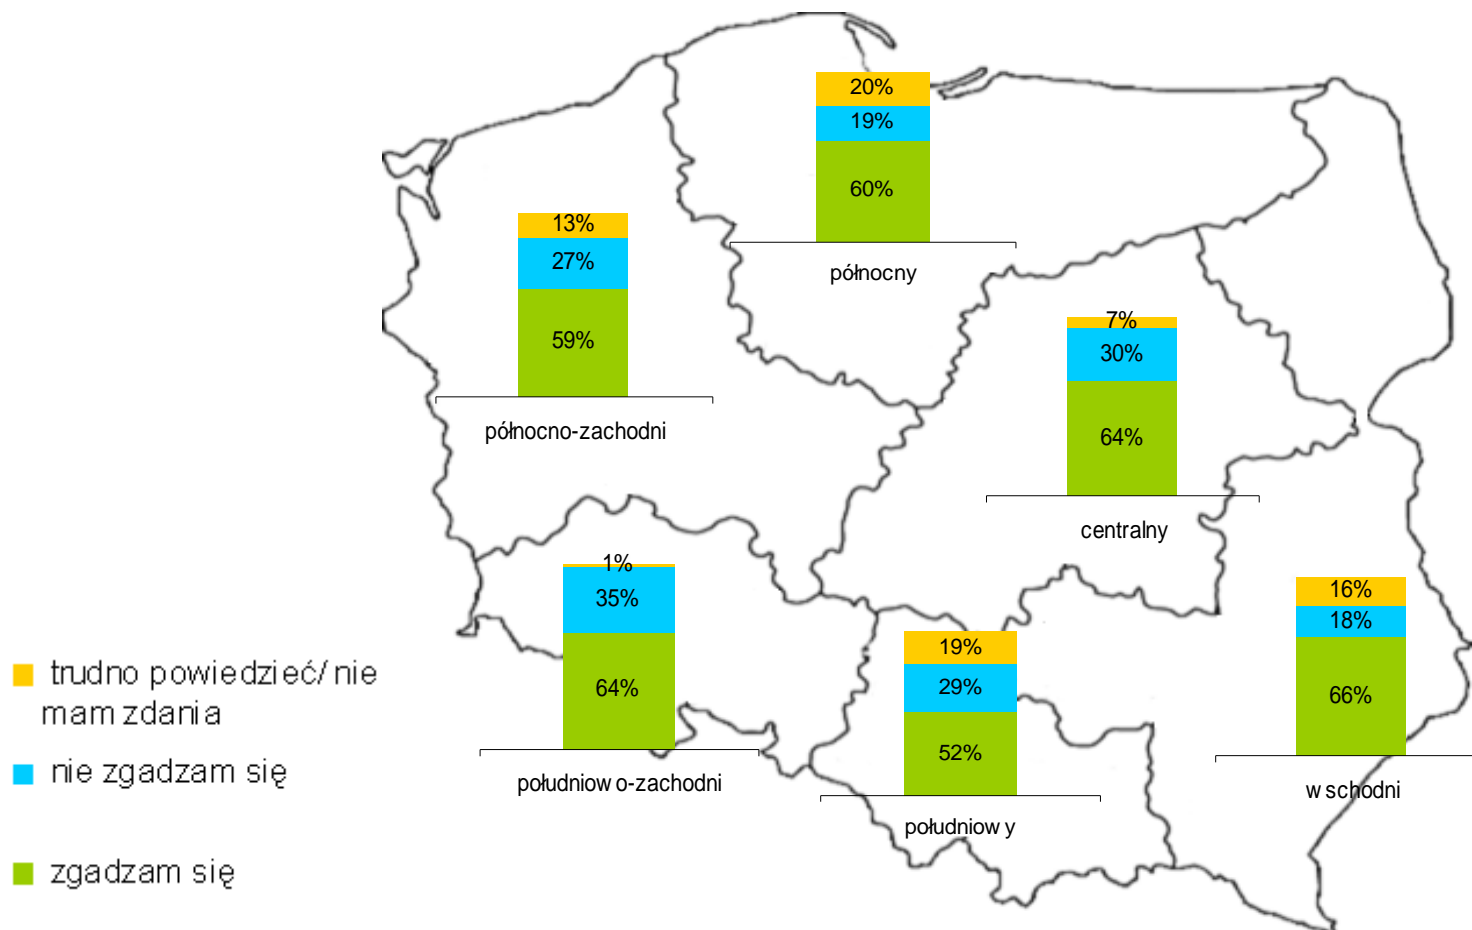 20%
19%
60%
północny
13%
27%
59%
północno-zachodni
7%
30%
64%
centralny
1%
35%
64%
południow o-zachodni
19%
29%
52%
południow y
16%
18%
66%
w schodni
trudno powiedzieć/ nie
mam zdania
nie zgadzam się
zgadzam się